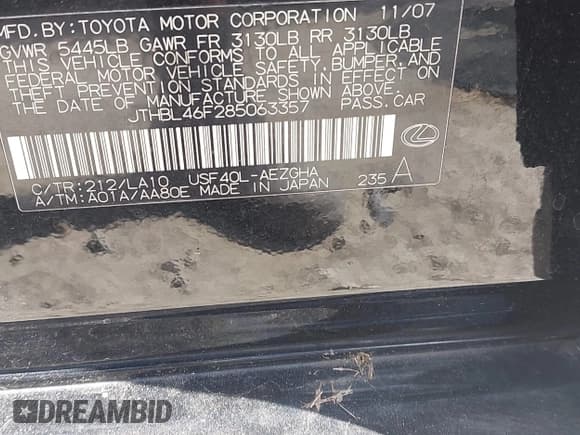 MFD. BY: TOYOTA MOTOR CORPORATION 11/07
GVWR 5445LB GAWR FR 3130LB RR 3130LB
THIS VEHICLE CONFORMS TO ALL APPLICABLE
FEDERAL MOTOR VEHICLE SAFETY, BUMPER, AND
THEFT PREVENTION STANDARDS IN EFFECT ON
THE DATE OF MANUFACTURE SHOWN ABOVE.
JTHBL46F285063357 PASS. CAR
C/TR: 212/LA10 USF40L-AEZGHA
A/TM: A01A/AA80E MADE IN JAPAN 235 A
DREAMBID